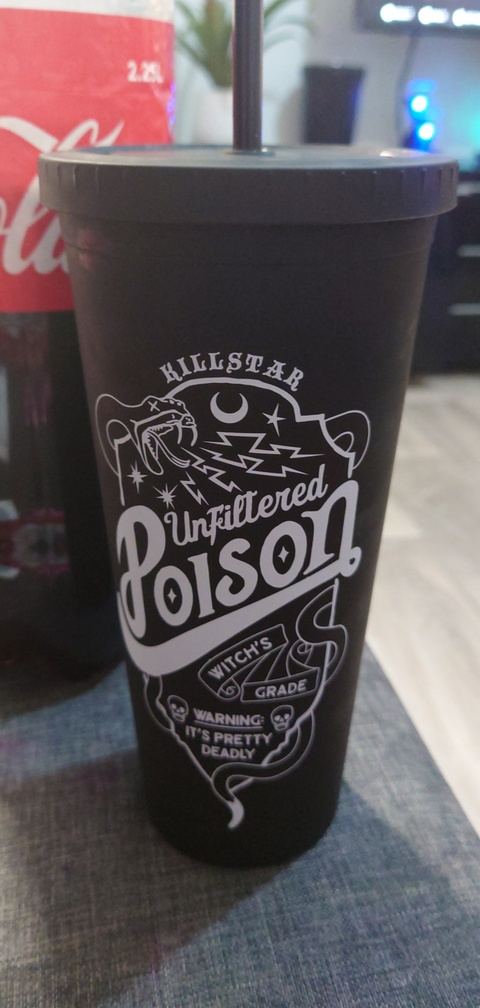 2.25L
KILLSTAR
Unfiltered
Poison
WITCH'S
GRADE
WARNING:
IT'S PRETTY
DEADLY